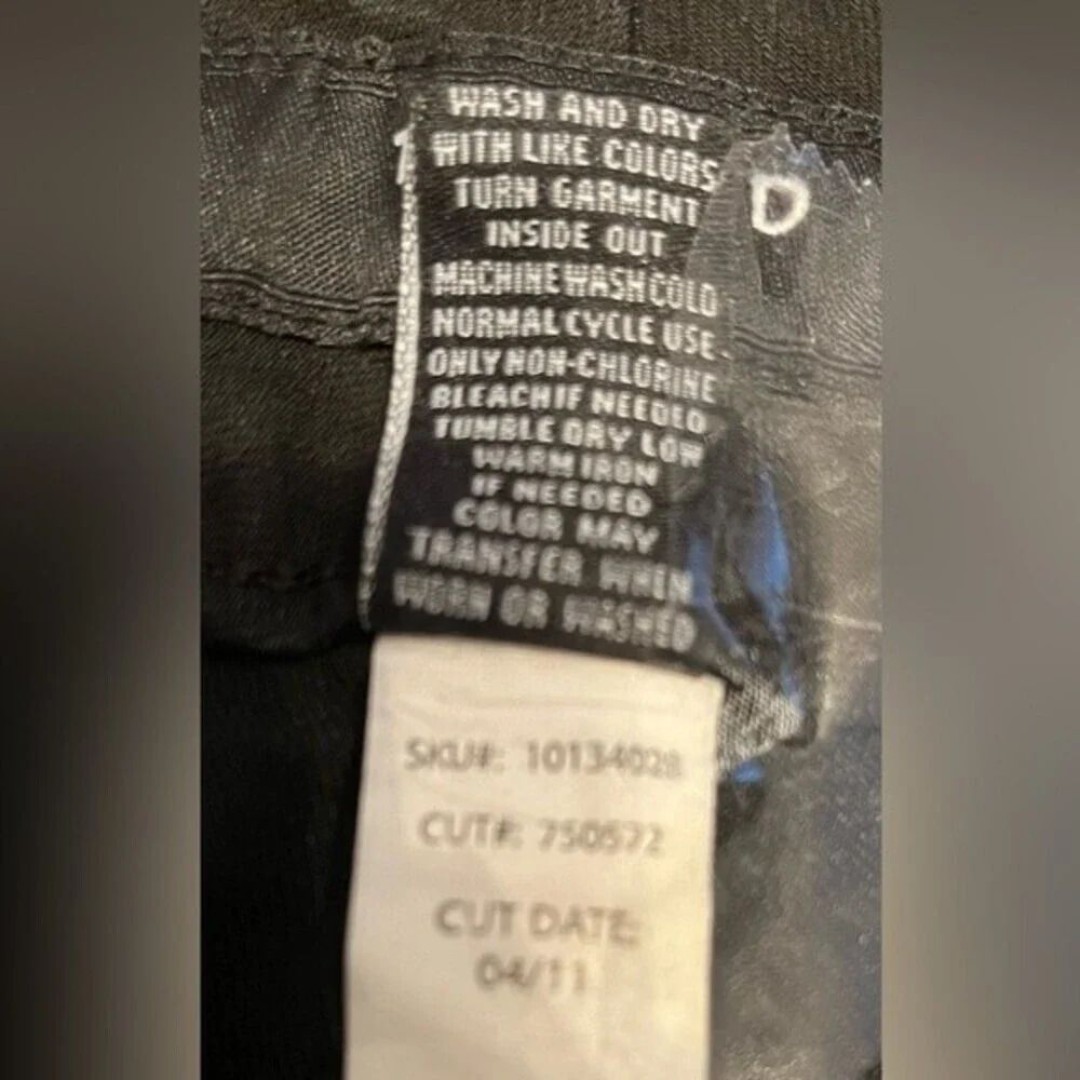 WASH AND DRY
WITH LIKE COLORS
TURN GARMENT
INSIDE OUT
MACHINE WASH COLD
NORMAL CYCLE USE
ONLY NON-CHLORINE
BLEACH IF NEEDED
TUMBLE DRY LOW
WARM IRON
IF NEEDED
COLOR MAY
TRANSFER WHEN
WORN OR WASHED
D
SKU#: 10134028
CUT#: 750572
CUT DATE:
04/11